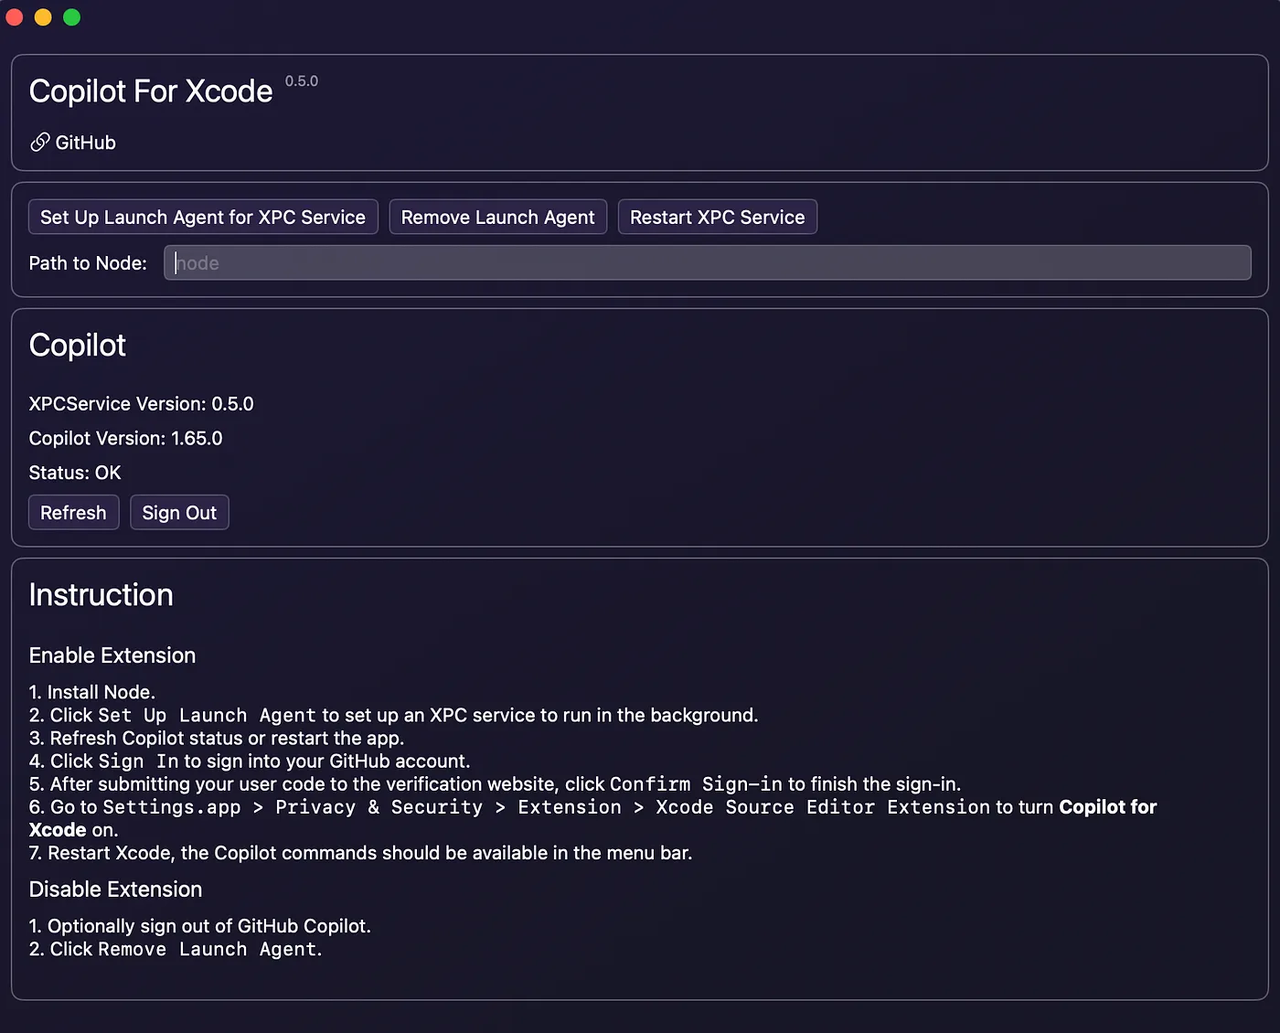 Copilot For Xcode 0.5.0
GitHub
Set Up Launch Agent for XPC Service Remove Launch Agent Restart XPC Service
Path to Node: node
Copilot
XPCService Version: 0.5.0
Copilot Version: 1.65.0
Status: OK
Refresh Sign Out
Instruction
Enable Extension
1. Install Node.
2. Click Set Up Launch Agent to set up an XPC service to run in the background.
3. Refresh Copilot status or restart the app.
4. Click Sign In to sign into your GitHub account.
5. After submitting your user code to the verification website, click Confirm Sign-in to finish the sign-in.
6. Go to Settings.app > Privacy & Security > Extension > Xcode Source Editor Extension to turn Copilot for
Xcode on.
7. Restart Xcode, the Copilot commands should be available in the menu bar.
Disable Extension
1. Optionally sign out of GitHub Copilot.
2. Click Remove Launch Agent.